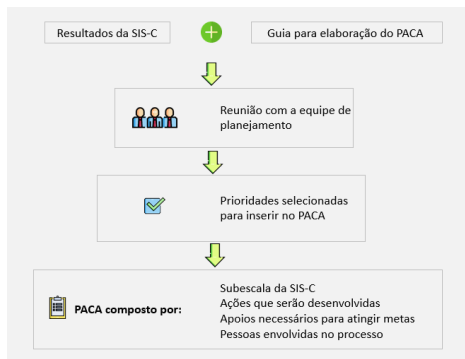 Resultados da SIS-C
Guia para elaboração do PACA
Reunião com a equipe de
planejamento
Prioridades selecionadas
para inserir no PACA
PACA composto por:
Subescala da SIS-C
Ações que serão desenvolvidas
Apoios necessários para atingir metas
Pessoas envolvidas no processo